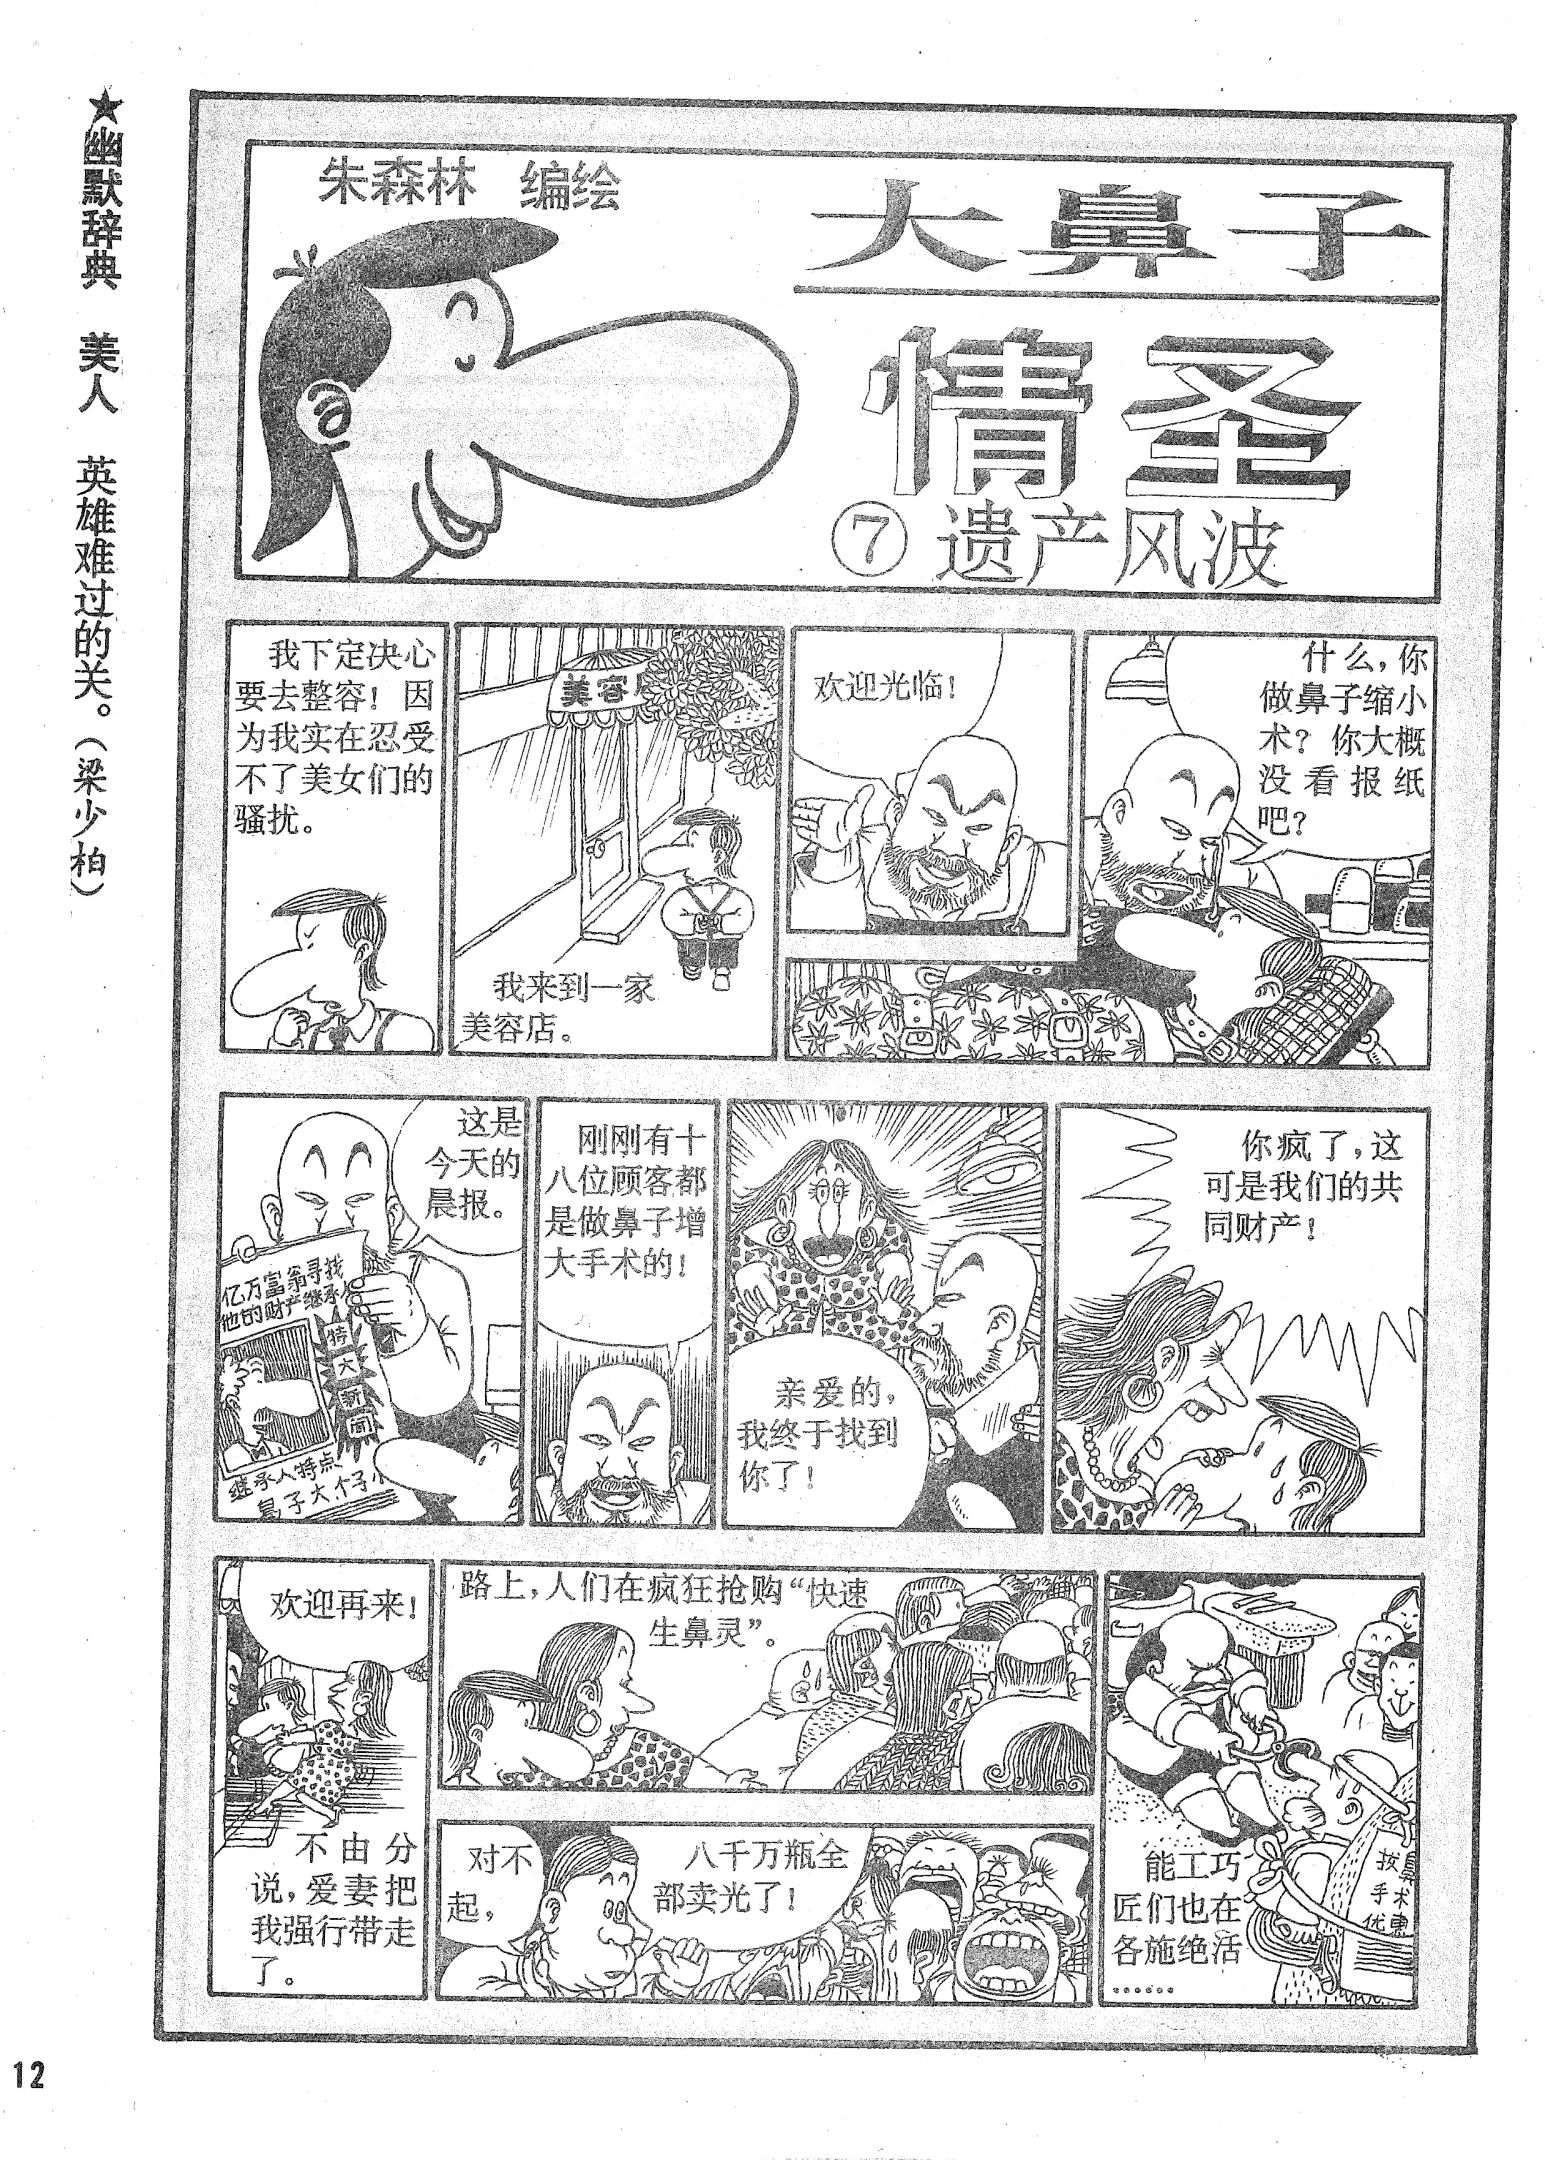 ★幽默辞典 美人 英雄难过的关。（梁少柏）
朱森林 编绘
大鼻子
情圣
⑦遗产风波
我下定决心
要去整容！因
为我实在忍受
不了美女们的
骚扰。
美容
我来到一家
美容店。
欢迎光临！
什么，你
做鼻子缩小
术？你大概
没看报纸
吧？
这是
今天的
晨报。
亿万富翁寻找
他的财产继承
特
大
新
闻
继承人特点
鼻子大个子小
刚刚有十
八位顾客都
是做鼻子增
大手术的！
亲爱的，
我终于找到
你了！
你疯了，这
可是我们的共
同财产！
欢迎再来！
不由分
说，爱妻把
我强行带走
了。
路上，人们在疯狂抢购“快速
生鼻灵”。
对不
起，
八千万瓶全
部卖光了！
拔鼻
手术
优惠
能工巧
匠们也在
各施绝活
……
12